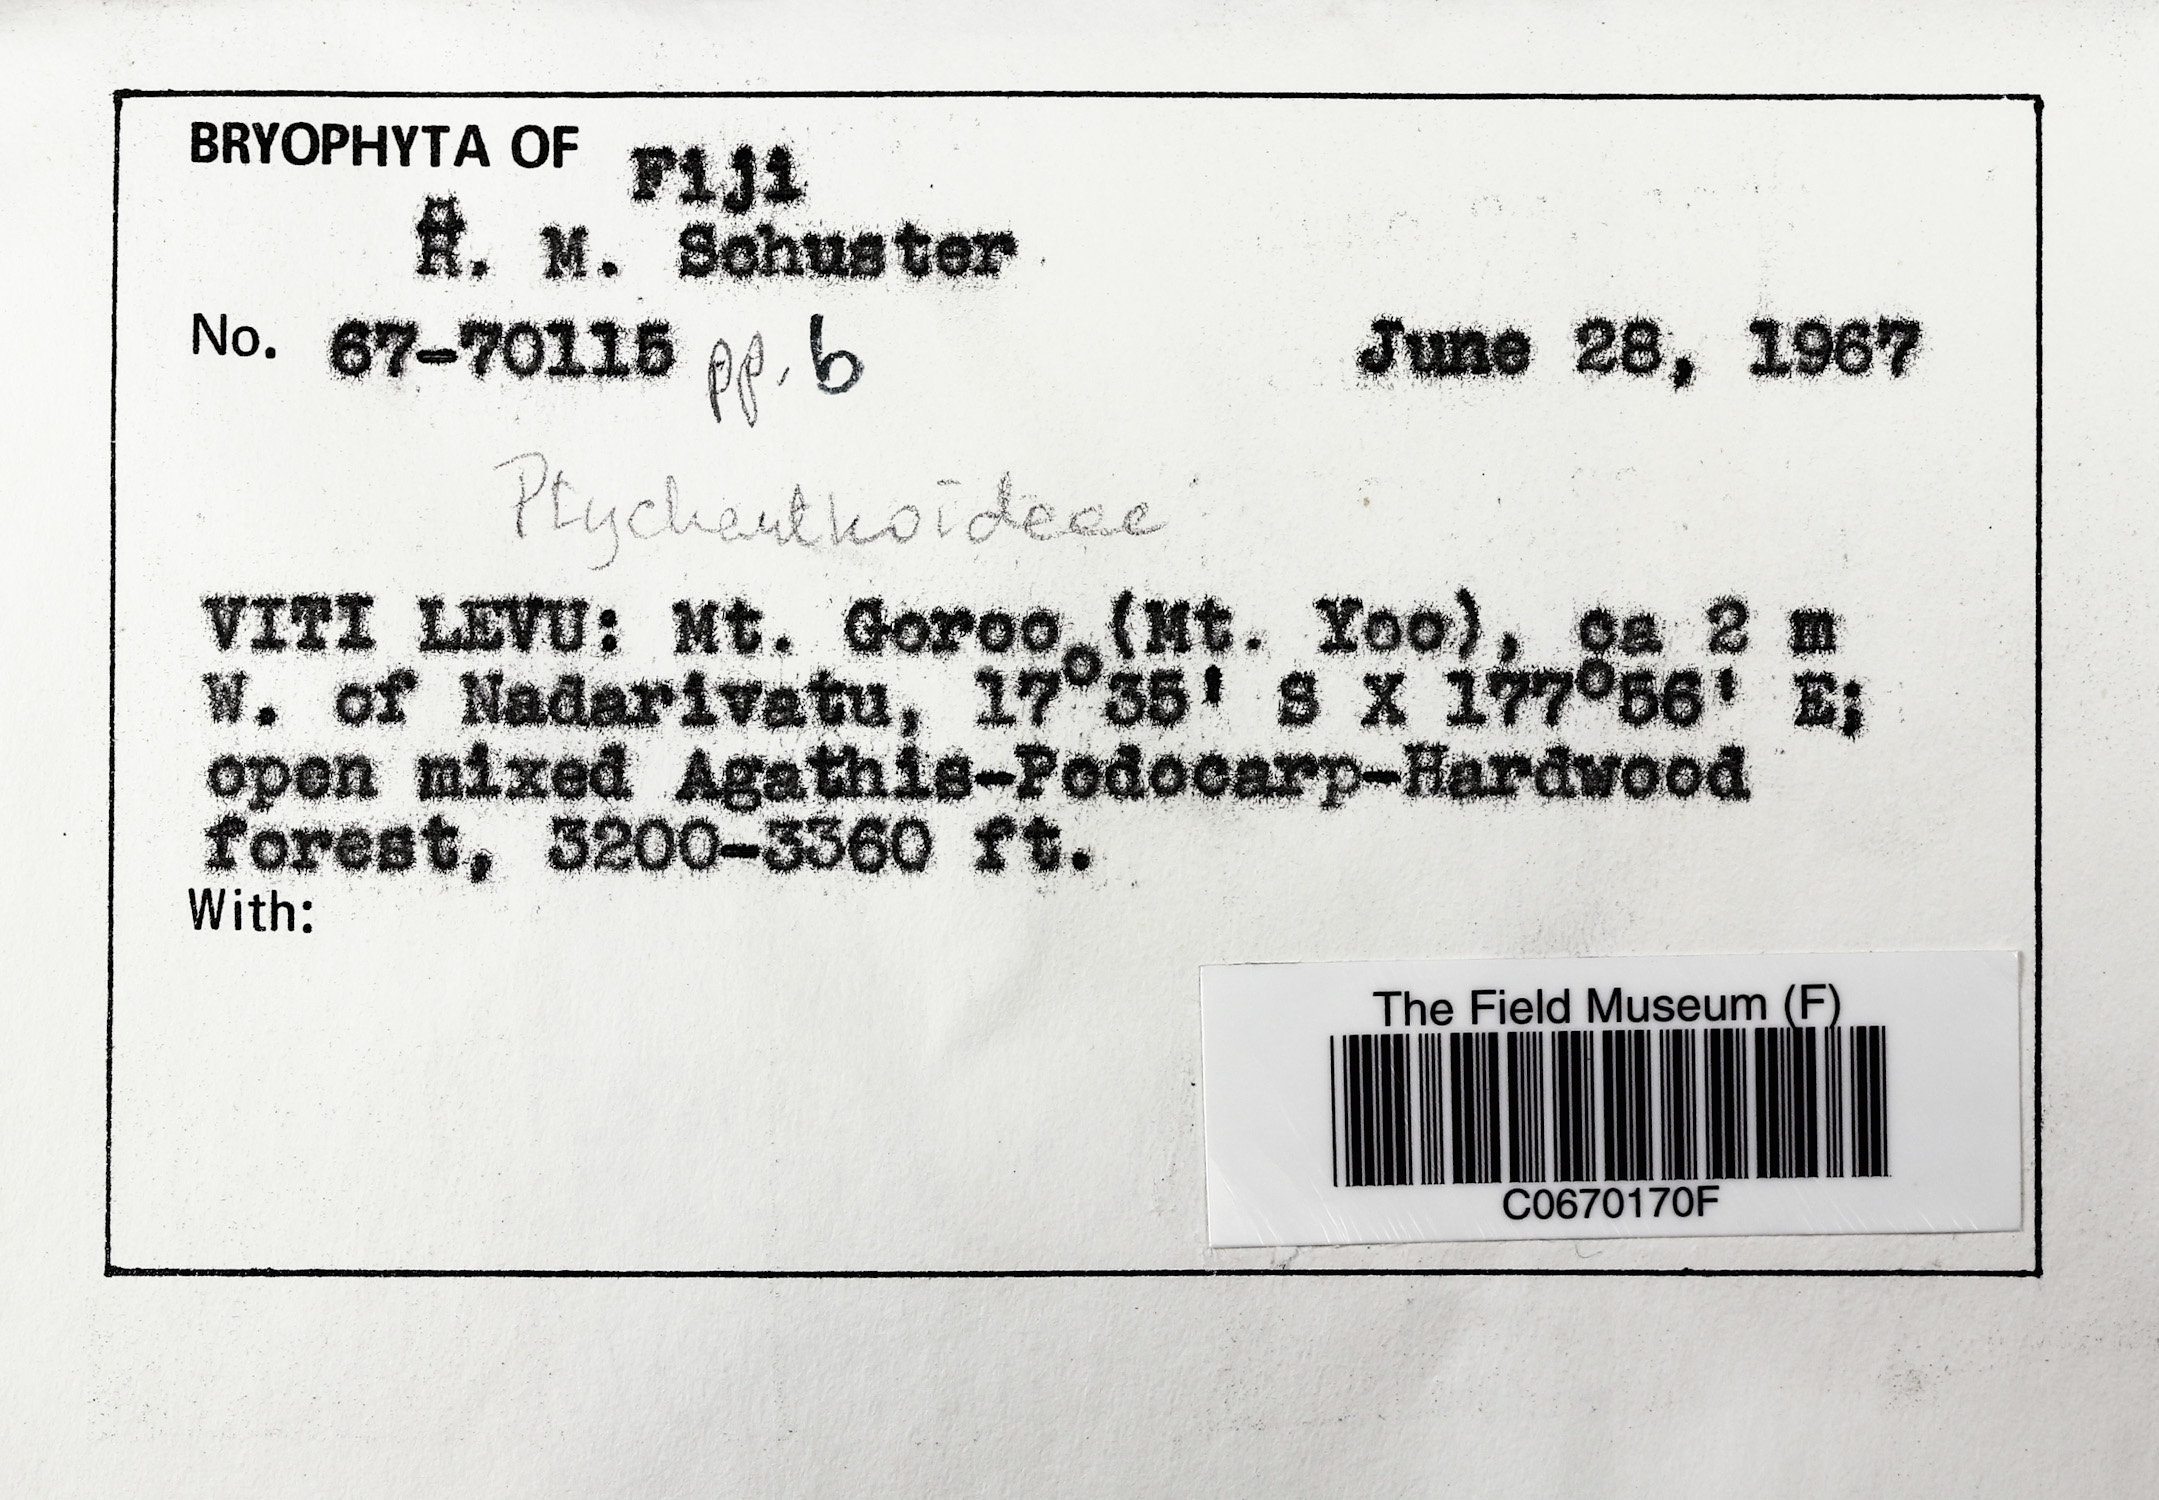 BRYOPHYTA OF Fiji
R. M. Schuster
No. 67-70115 pp. b June 28, 1967
Ptychanthoideae
VITI LEVU: Mt. Goroo (Mt. Yoo), ca 2 m
W. of Nadarivatu, 17°35' S X 177°56' E;
open mixed Agathis-Podocarp-Hardwood
forest, 3200-3360 ft.
With:
The Field Museum (F)
C0670170F